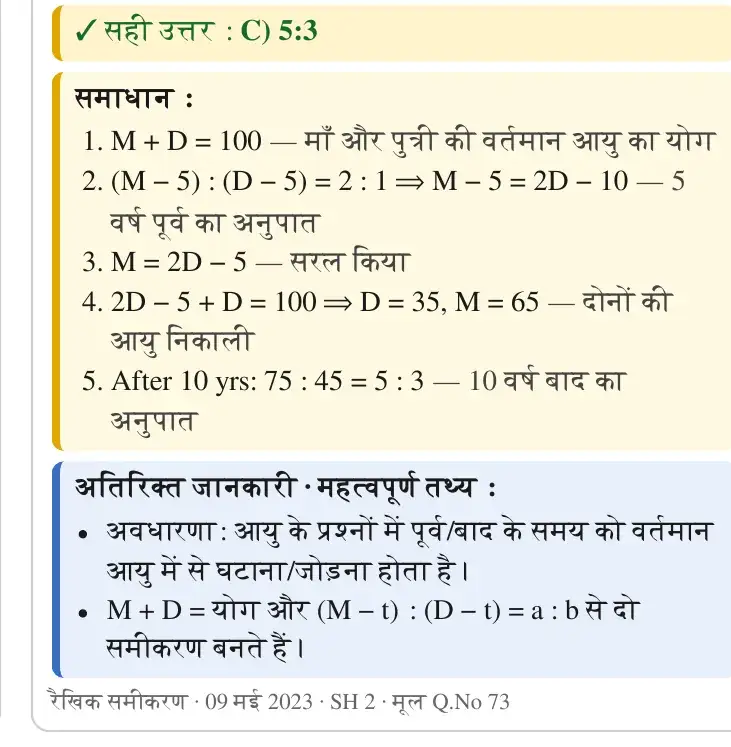 ✓ सही उत्तर : C) 5:3
समाधान :
1. M + D = 100 — माँ और पुत्री की वर्तमान आयु का योग
2. (M − 5) : (D − 5) = 2 : 1 ⟹ M − 5 = 2D − 10 — 5
वर्ष पूर्व का अनुपात
3. M = 2D − 5 — सरल किया
4. 2D − 5 + D = 100 ⟹ D = 35, M = 65 — दोनों की
आयु निकाली
5. After 10 yrs: 75 : 45 = 5 : 3 — 10 वर्ष बाद का
अनुपात
अतिरिक्त जानकारी · महत्वपूर्ण तथ्य :
• अवधारणा : आयु के प्रश्नों में पूर्व/बाद के समय को वर्तमान
आयु में से घटाना/जोड़ना होता है।
• M + D = योग और (M − t) : (D − t) = a : b से दो
समीकरण बनते हैं।
रैखिक समीकरण · 09 मई 2023 · SH 2 · मूल Q.No 73